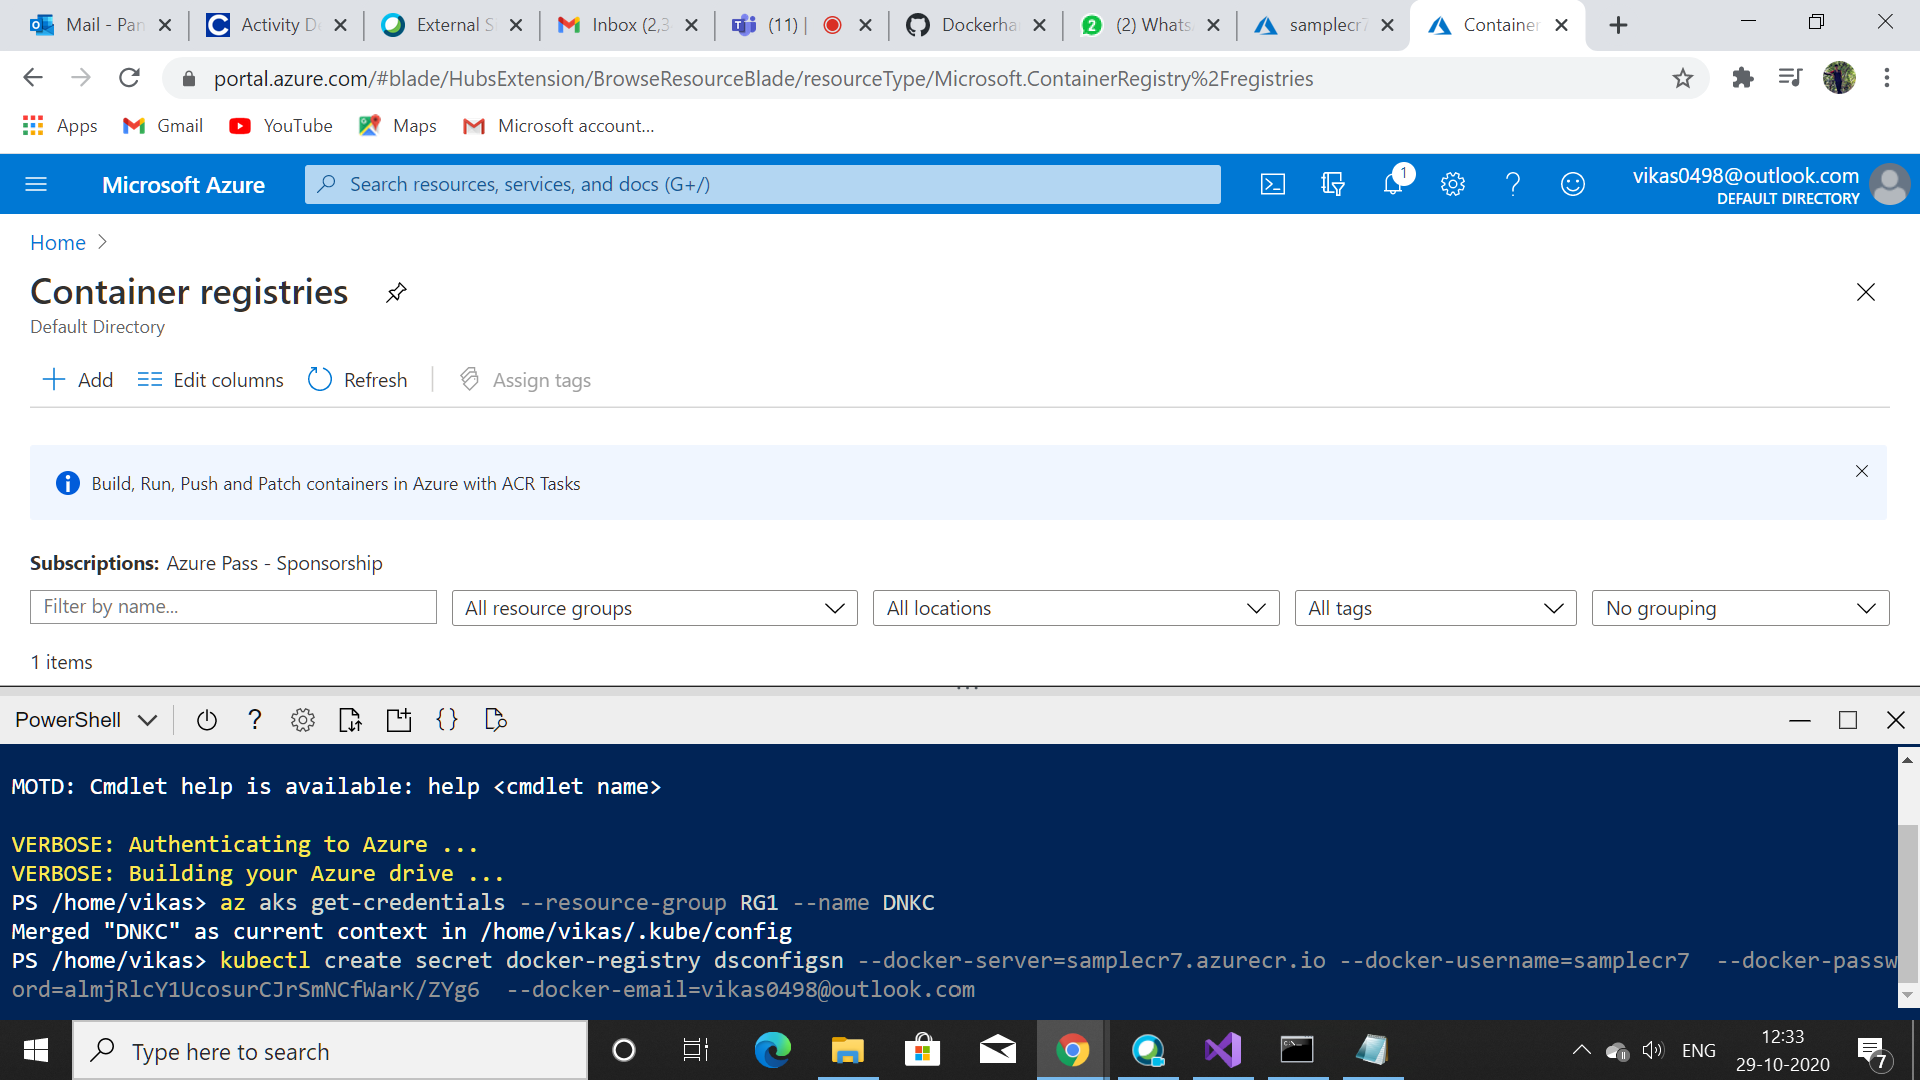 Mail - Pan
Activity De
External S
Inbox (2,3
(11) |
Dockerha
(2) Whats
samplecr7
Container
portal.azure.com/#blade/HubsExtension/BrowseResourceBlade/resourceType/Microsoft.ContainerRegistry%2Fregistries
Apps
Gmail
YouTube
Maps
Microsoft account...
Microsoft Azure
Search resources, services, and docs (G+/)
1
vikas0498@outlook.com
DEFAULT DIRECTORY
Home
Container registries
Default Directory
Add
Edit columns
Refresh
Assign tags
Build, Run, Push and Patch containers in Azure with ACR Tasks
Subscriptions: Azure Pass - Sponsorship
Filter by name...
All resource groups
All locations
All tags
No grouping
1 items
PowerShell
MOTD: Cmdlet help is available: help <cmdlet name>
VERBOSE: Authenticating to Azure ...
VERBOSE: Building your Azure drive ...
PS /home/vikas> az aks get-credentials --resource-group RG1 --name DNKC
Merged "DNKC" as current context in /home/vikas/.kube/config
PS /home/vikas> kubectl create secret docker-registry dsconfigsn --docker-server=samplecr7.azurecr.io --docker-username=samplecr7  --docker-passw
ord=almjRlcY1UcosurCJrSmNCfWarK/ZYg6  --docker-email=vikas0498@outlook.com
Type here to search
ENG
12:33
29-10-2020
7